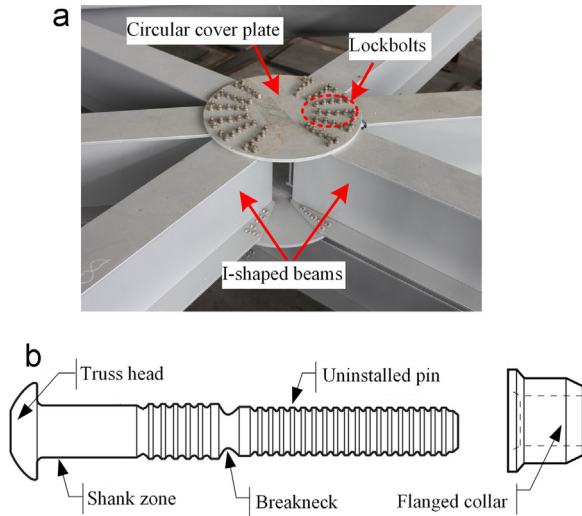 a
Circular cover plate
Lockbolts
I-shaped beams
b
Truss head
Uninstalled pin
Shank zone
Breakneck
Flanged collar